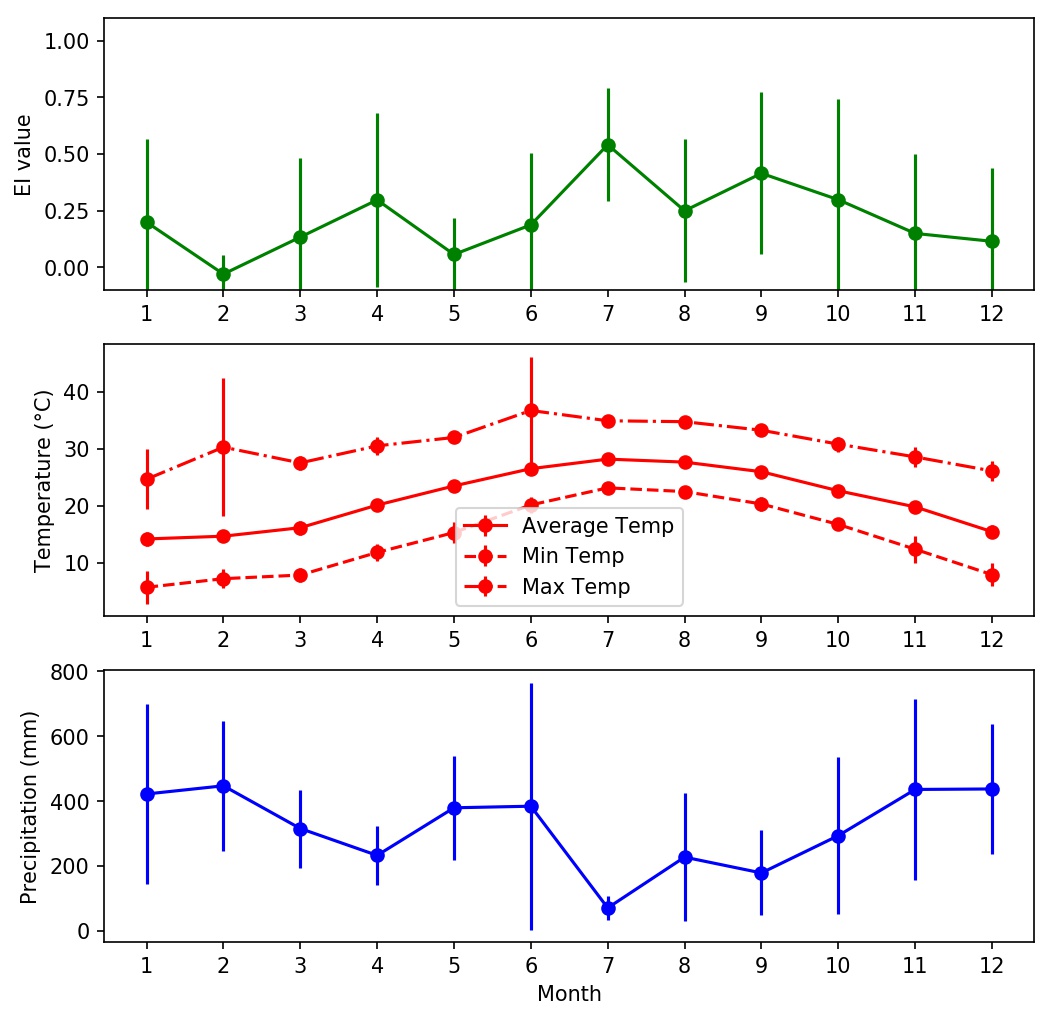 1.00
0.75
0.50
0.25
0.00
EI value
1 2 3 4 5 6 7 8 9 10 11 12
40
30
20
10
Temperature (°C)
Average Temp
Min Temp
Max Temp
1 2 3 4 5 6 7 8 9 10 11 12
800
600
400
200
0
Precipitation (mm)
1 2 3 4 5 6 7 8 9 10 11 12
Month